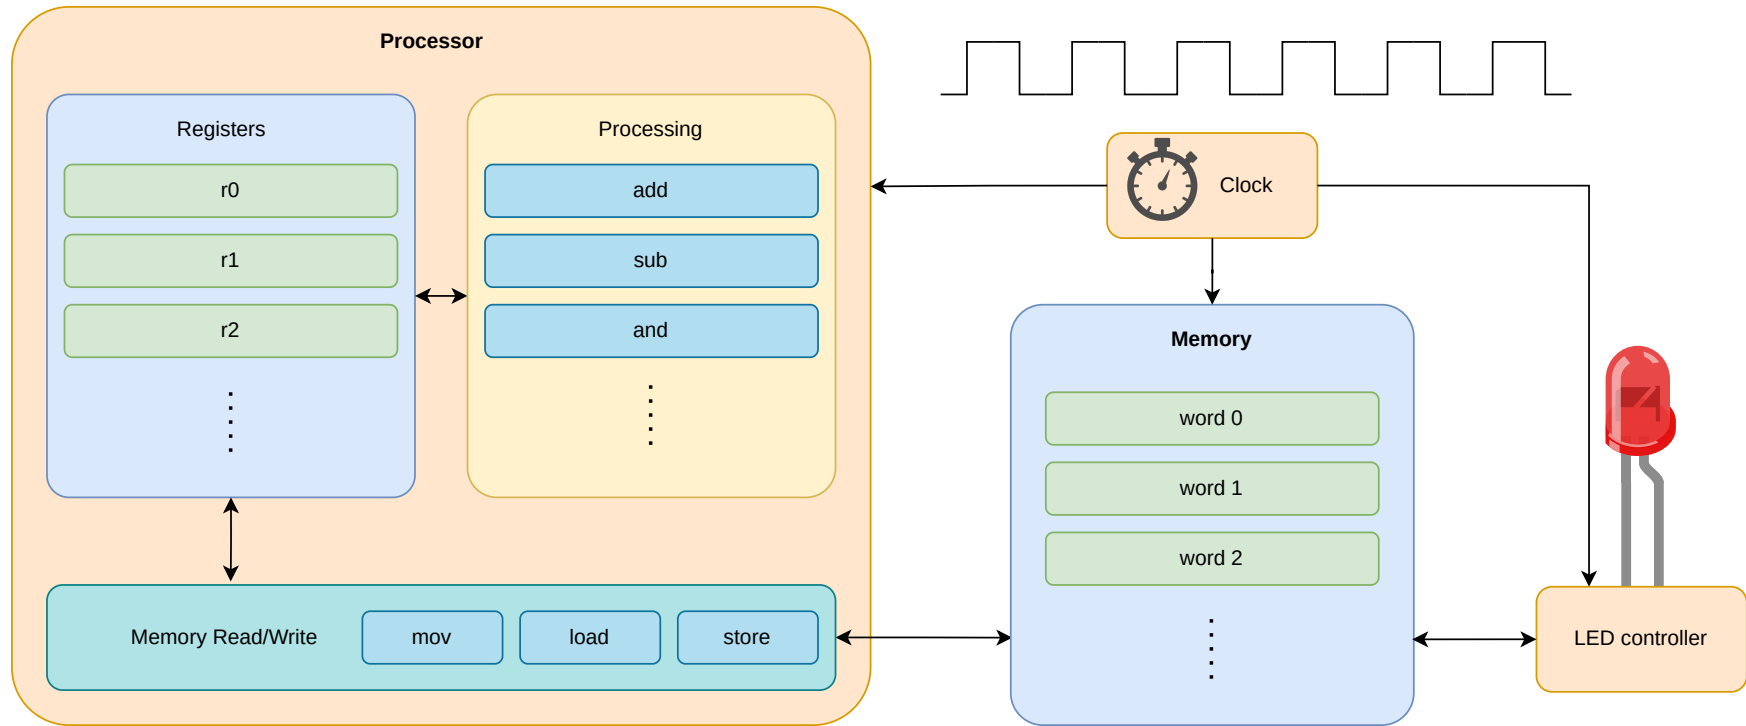 Processor
Registers
r0
r1
r2
Processing
add
sub
and
Memory Read/Write
mov
load
store
Clock
Memory
word 0
word 1
word 2
LED controller